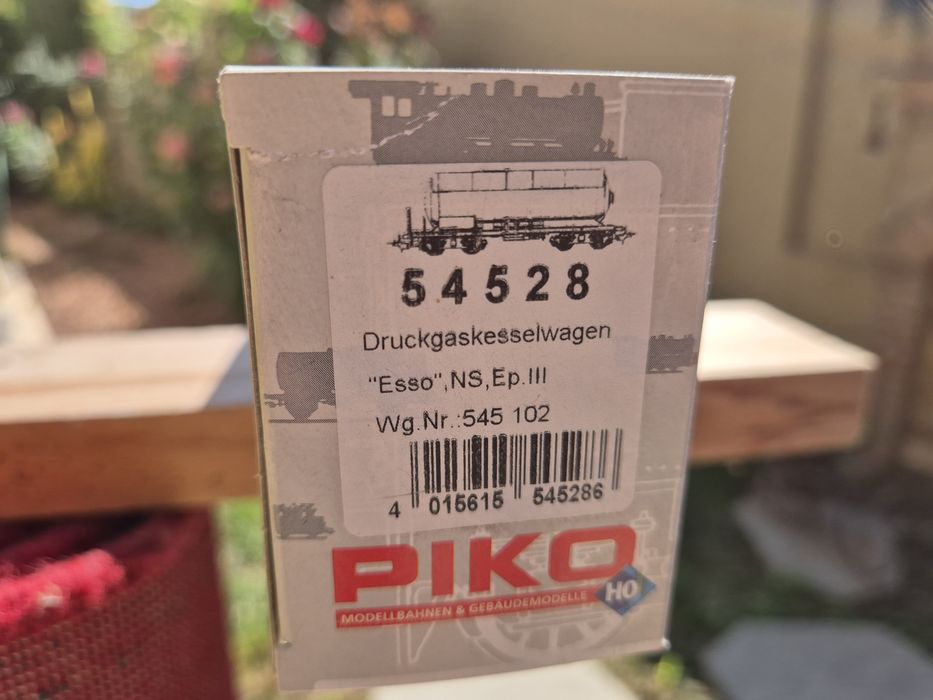 54528
Druckgaskesselwagen
"Esso",NS,Ep.III
Wg.Nr.:545 102
4 015615 545286
PIKO
MODELLBAHNEN & GEBÄUDEMODELLE
HO